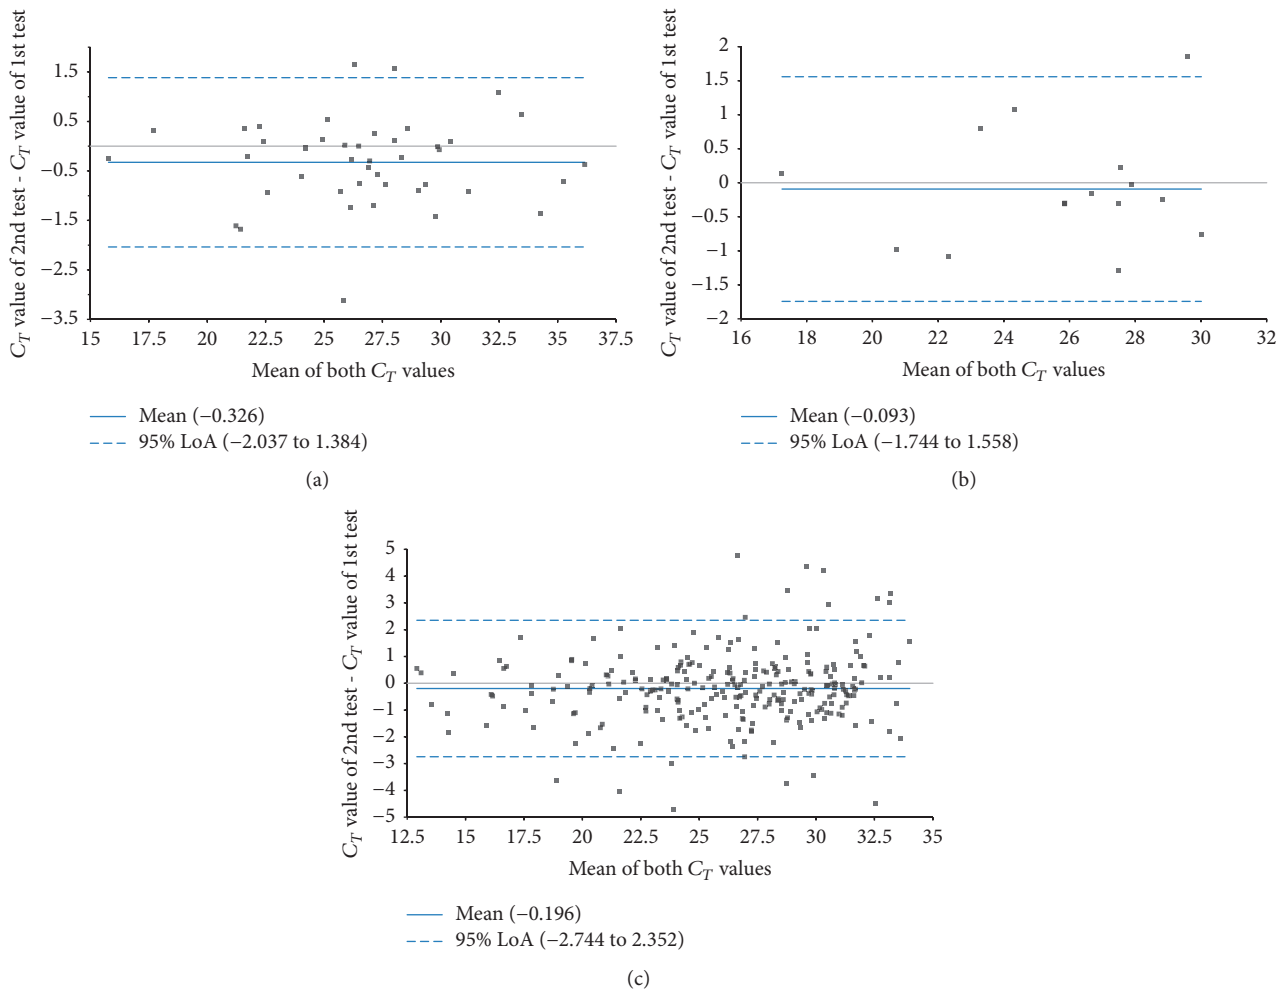 C_T value of 2nd test - C_T value of 1st test
1.5
0.5
−0.5
−1.5
−2.5
−3.5
15 17.5 20 22.5 25 27.5 30 32.5 35 37.5
Mean of both C_T values
Mean (−0.326)
95% LoA (−2.037 to 1.384)
(a)
C_T value of 2nd test - C_T value of 1st test
2
1.5
1
0.5
0
−0.5
−1
−1.5
−2
16 18 20 22 24 26 28 30 32
Mean of both C_T values
Mean (−0.093)
95% LoA (−1.744 to 1.558)
(b)
C_T value of 2nd test - C_T value of 1st test
5
4
3
2
1
0
−1
−2
−3
−4
−5
12.5 15 17.5 20 22.5 25 27.5 30 32.5 35
Mean of both C_T values
Mean (−0.196)
95% LoA (−2.744 to 2.352)
(c)